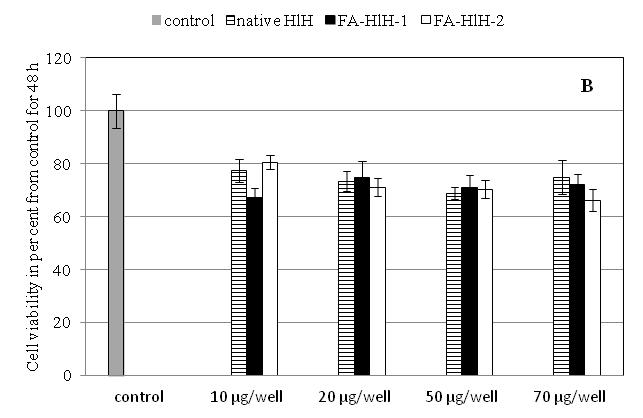 control native HlH FA-HlH-1 FA-HlH-2
Cell viability in per cent from control for 48 h
120
100
80
60
40
20
0
B
control 10 µg/well 20 µg/well 50 µg/well 70 µg/well